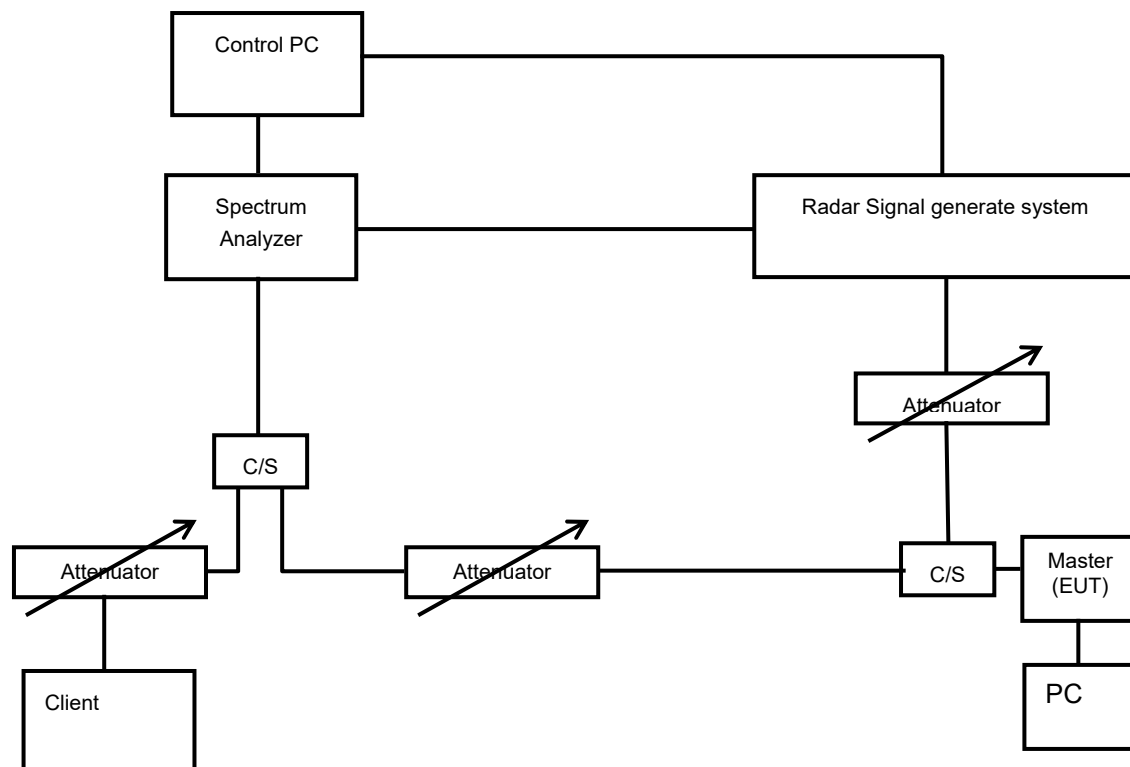 Control PC
Spectrum
Analyzer
Radar Signal generate system
Attenuator
C/S
Attenuator
Attenuator
C/S
Master
(EUT)
Client
PC